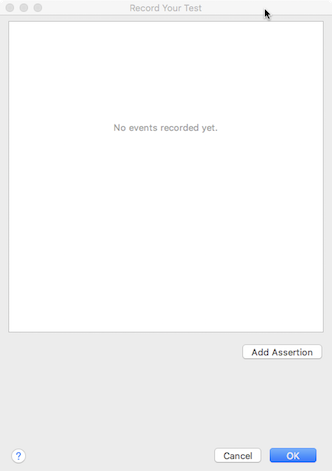 Record Your Test
No events recorded yet.
Add Assertion
? Cancel OK